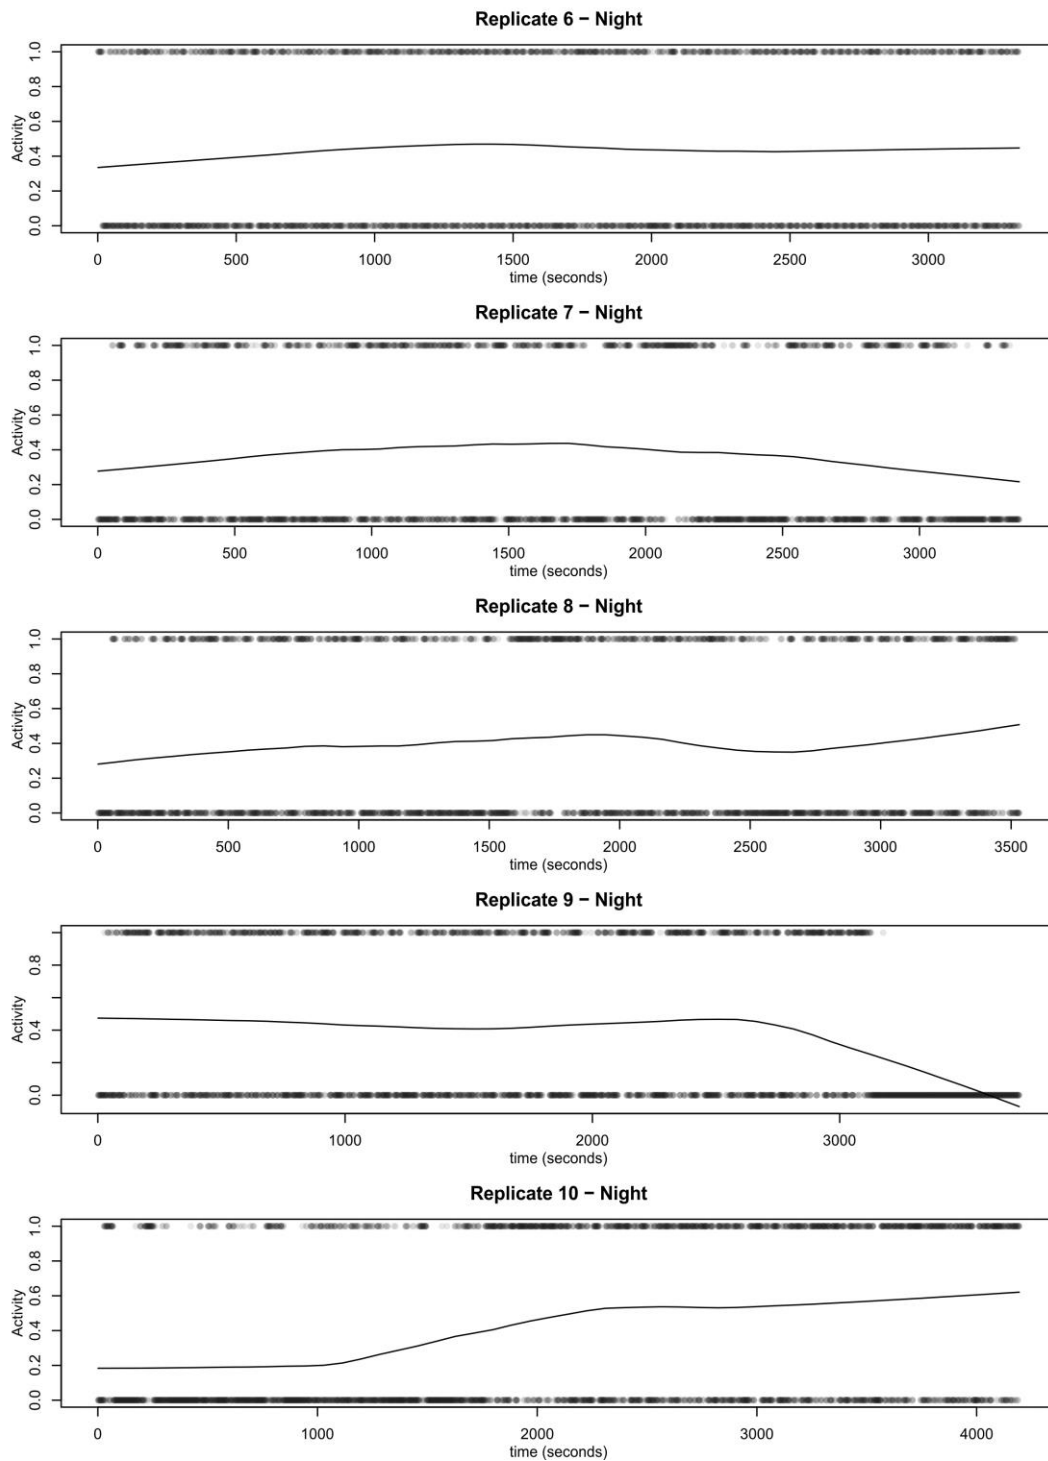 Replicate 6 − Night
Activity
0.0 0.2 0.4 0.6 0.8 1.0
0 500 1000 1500 2000 2500 3000
time (seconds)
Replicate 7 − Night
Activity
0.0 0.2 0.4 0.6 0.8 1.0
0 500 1000 1500 2000 2500 3000
time (seconds)
Replicate 8 − Night
Activity
0.0 0.2 0.4 0.6 0.8 1.0
0 500 1000 1500 2000 2500 3000 3500
time (seconds)
Replicate 9 − Night
Activity
0.0 0.4 0.8
0 1000 2000 3000
time (seconds)
Replicate 10 − Night
Activity
0.0 0.2 0.4 0.6 0.8 1.0
0 1000 2000 3000 4000
time (seconds)